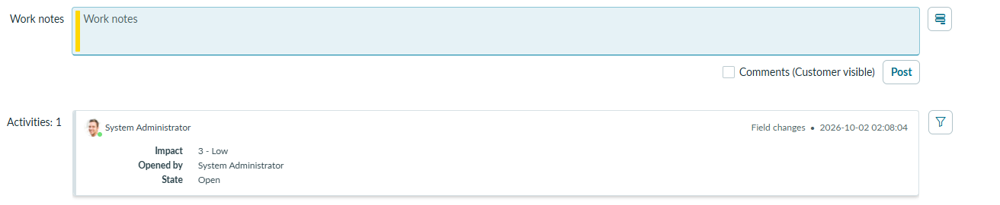 Work notes
Work notes
Comments (Customer visible) Post
Activities: 1
System Administrator Field changes • 2026-10-02 02:08:04
Impact 3 - Low
Opened by System Administrator
State Open